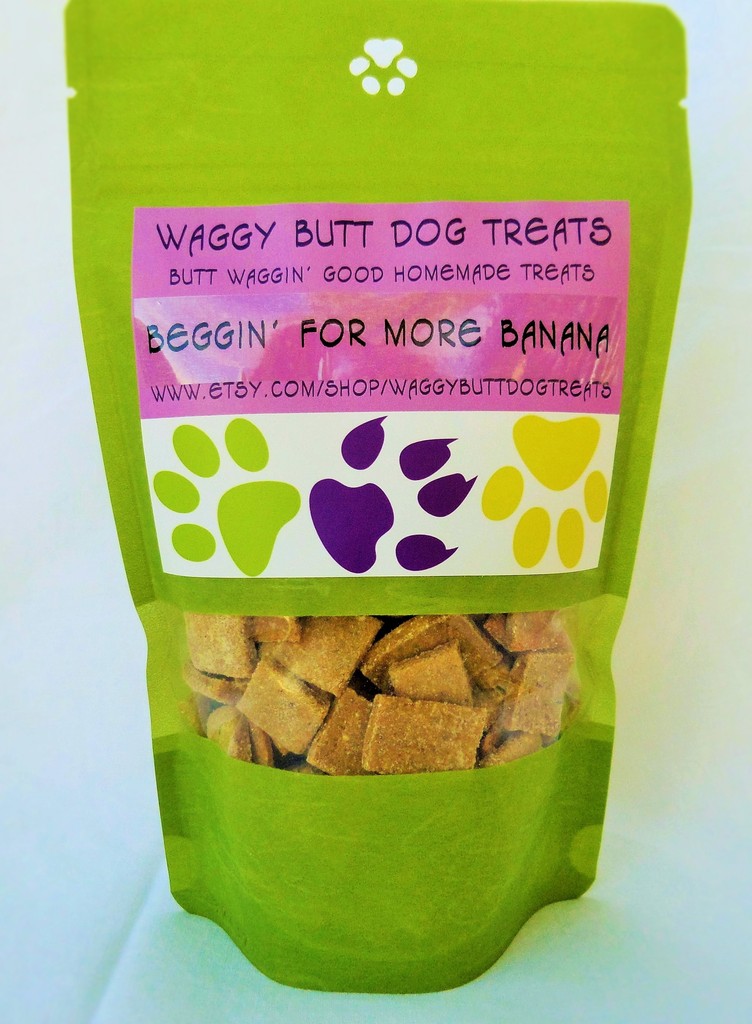 WAGGY BUTT DOG TREATS
BUTT WAGGIN' GOOD HOMEMADE TREATS
BEGGIN' FOR MORE BANANA
WWW.ETSY.COM/SHOP/WAGGYBUTTDOGTREATS